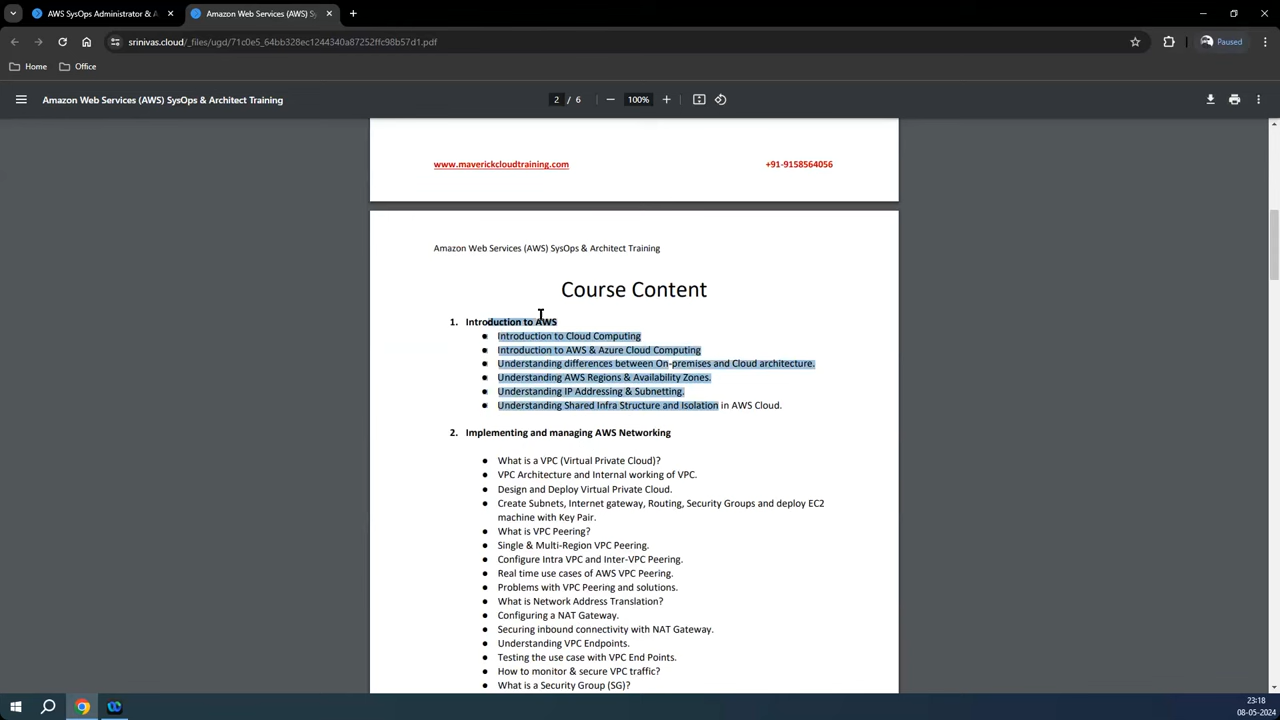 AWS SysOps Administrator & A
Amazon Web Services (AWS) Sy
srinivas.cloud/_files/ugd/71c0e5_64bb328ec1244340a87252ffc98b57d1.pdf
Paused
Home
Office
Amazon Web Services (AWS) SysOps & Architect Training
2 / 6
100%
www.maverickcloudtraining.com +91-9158564056
Amazon Web Services (AWS) SysOps & Architect Training
Course Content
1. Introduction to AWS
● Introduction to Cloud Computing
● Introduction to AWS & Azure Cloud Computing
● Understanding differences between On-premises and Cloud architecture.
● Understanding AWS Regions & Availability Zones.
● Understanding IP Addressing & Subnetting.
● Understanding Shared Infra Structure and Isolation in AWS Cloud.
2. Implementing and managing AWS Networking
● What is a VPC (Virtual Private Cloud)?
● VPC Architecture and Internal working of VPC.
● Design and Deploy Virtual Private Cloud.
● Create Subnets, Internet gateway, Routing, Security Groups and deploy EC2
machine with Key Pair.
● What is VPC Peering?
● Single & Multi-Region VPC Peering.
● Configure Intra VPC and Inter-VPC Peering.
● Real time use cases of AWS VPC Peering.
● Problems with VPC Peering and solutions.
● What is Network Address Translation?
● Configuring a NAT Gateway.
● Securing inbound connectivity with NAT Gateway.
● Understanding VPC Endpoints.
● Testing the use case with VPC End Points.
● How to monitor & secure VPC traffic?
● What is a Security Group (SG)?
23:18
08-05-2024